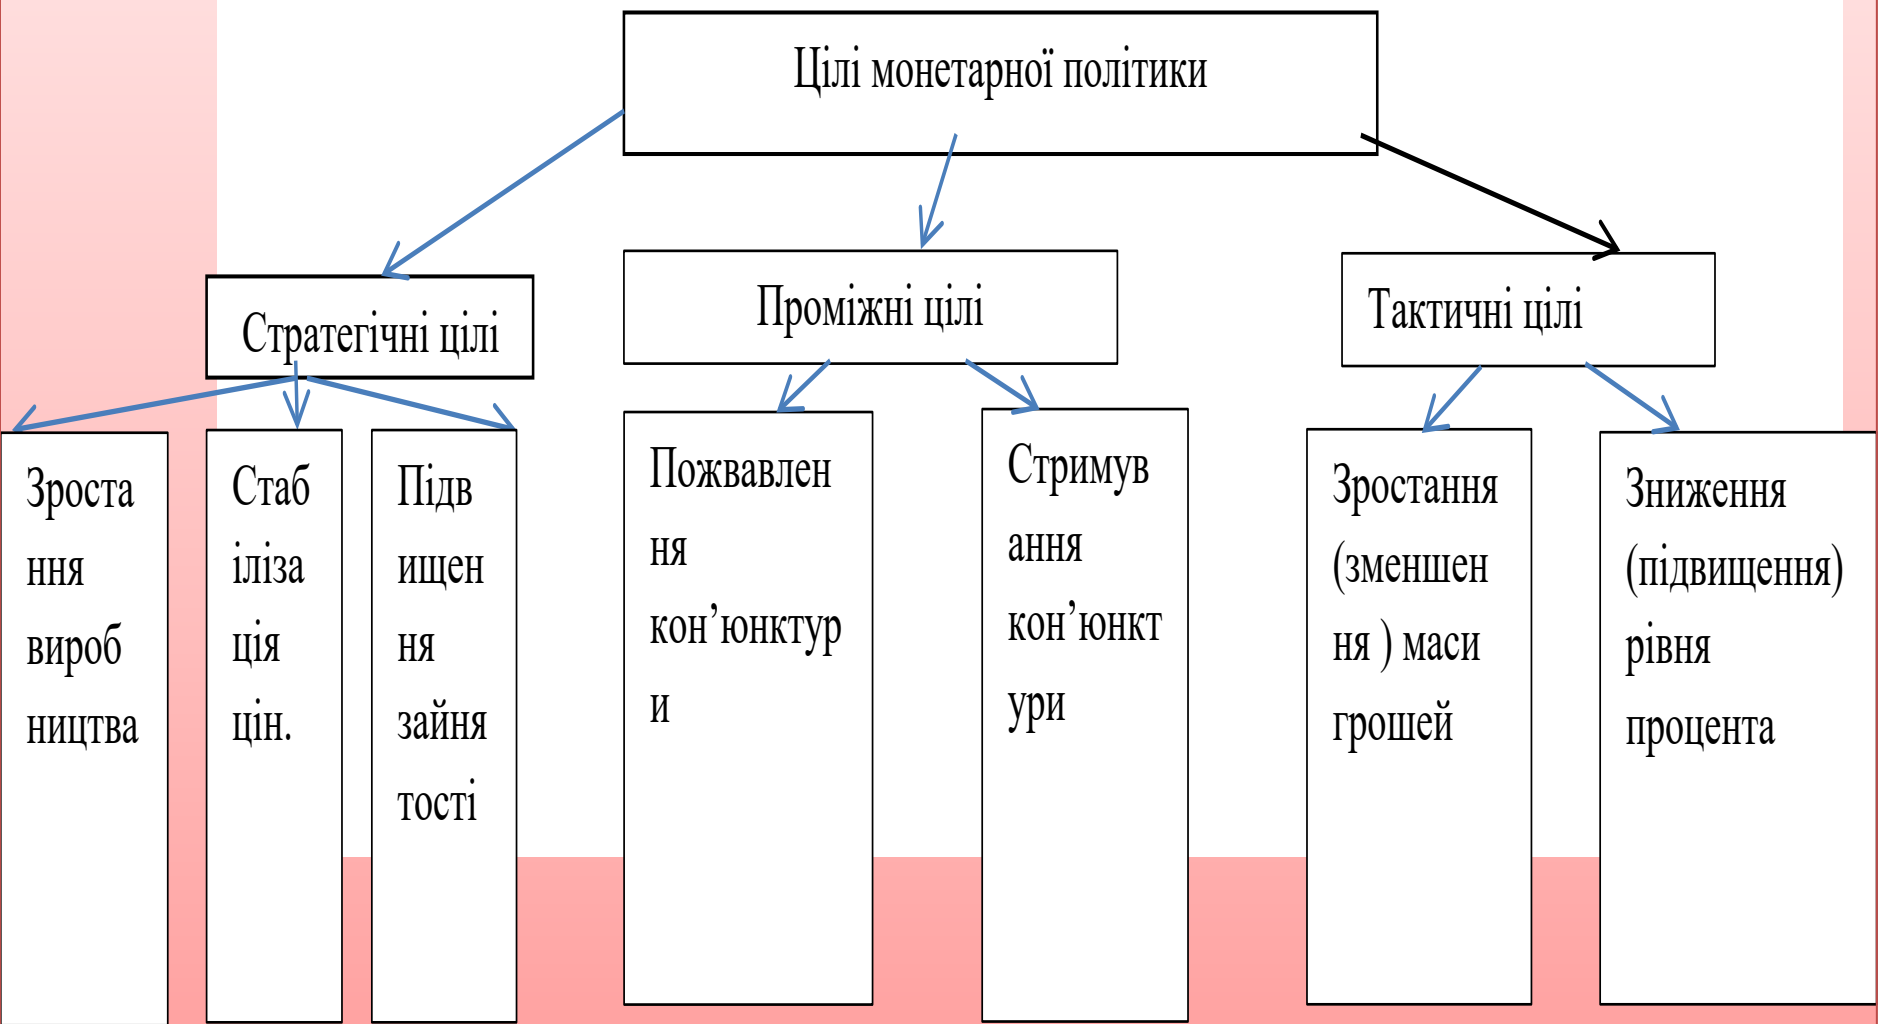 Цілі монетарної політики
Стратегічні цілі
Проміжні цілі
Тактичні цілі
Зроста
ння
вироб
ництва
Стаб
іліза
ція
цін.
Підв
ищен
ня
зайня
тості
Пожвавлен
ня
кон’юнктур
и
Стримув
ання
кон’юнкт
ури
Зростання
(зменшен
ня ) маси
грошей
Зниження
(підвищення)
рівня
процента